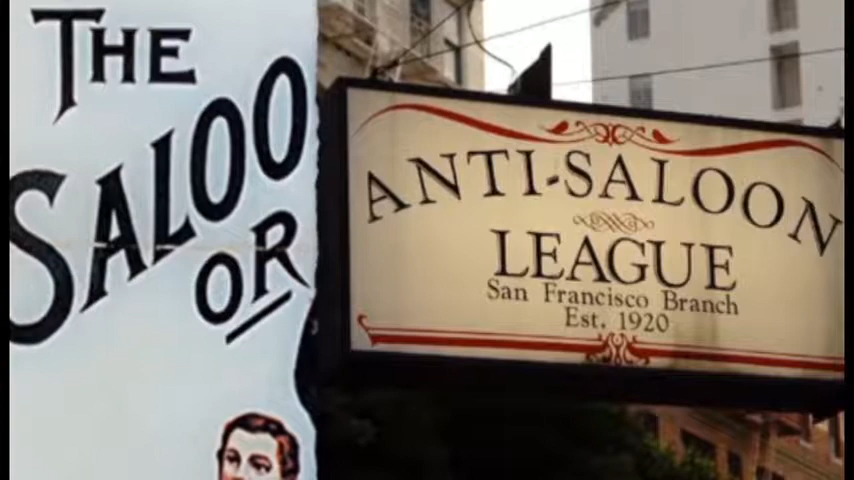 THE
SALOO
OR
ANTI-SALOON
LEAGUE
San Francisco Branch
Est. 1920